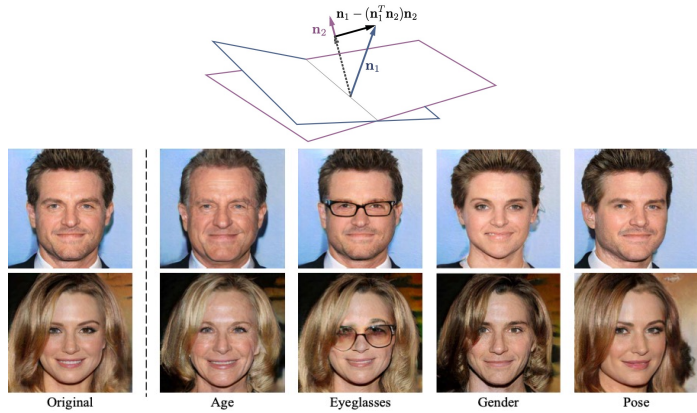 n₁ − (n₁ᵀn₂)n₂
n₂
n₁
Original Age Eyeglasses Gender Pose